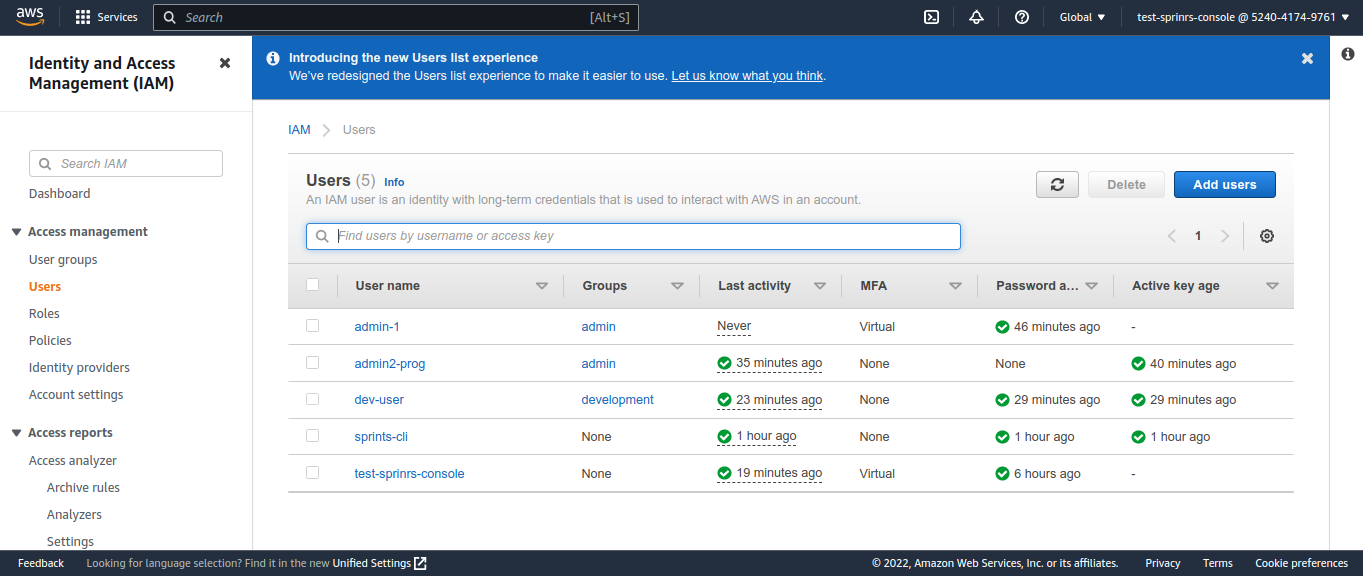 aws
Services
Search
[Alt+S]
Global
test-sprinrs-console @ 5240-4174-9761
Identity and Access
Management (IAM)
Search IAM
Dashboard
Access management
User groups
Users
Roles
Policies
Identity providers
Account settings
Access reports
Access analyzer
Archive rules
Analyzers
Settings
Introducing the new Users list experience
We've redesigned the Users list experience to make it easier to use. Let us know what you think.
IAM Users
Users (5) Info
An IAM user is an identity with long-term credentials that is used to interact with AWS in an account.
Delete
Add users
Find users by username or access key
1
User name Groups Last activity MFA Password a... Active key age
admin-1 admin Never Virtual 46 minutes ago -
admin2-prog admin 35 minutes ago None None 40 minutes ago
dev-user development 23 minutes ago None 29 minutes ago 29 minutes ago
sprints-cli None 1 hour ago None 1 hour ago 1 hour ago
test-sprinrs-console None 19 minutes ago Virtual 6 hours ago -
Feedback Looking for language selection? Find it in the new Unified Settings
© 2022, Amazon Web Services, Inc. or its affiliates. Privacy Terms Cookie preferences